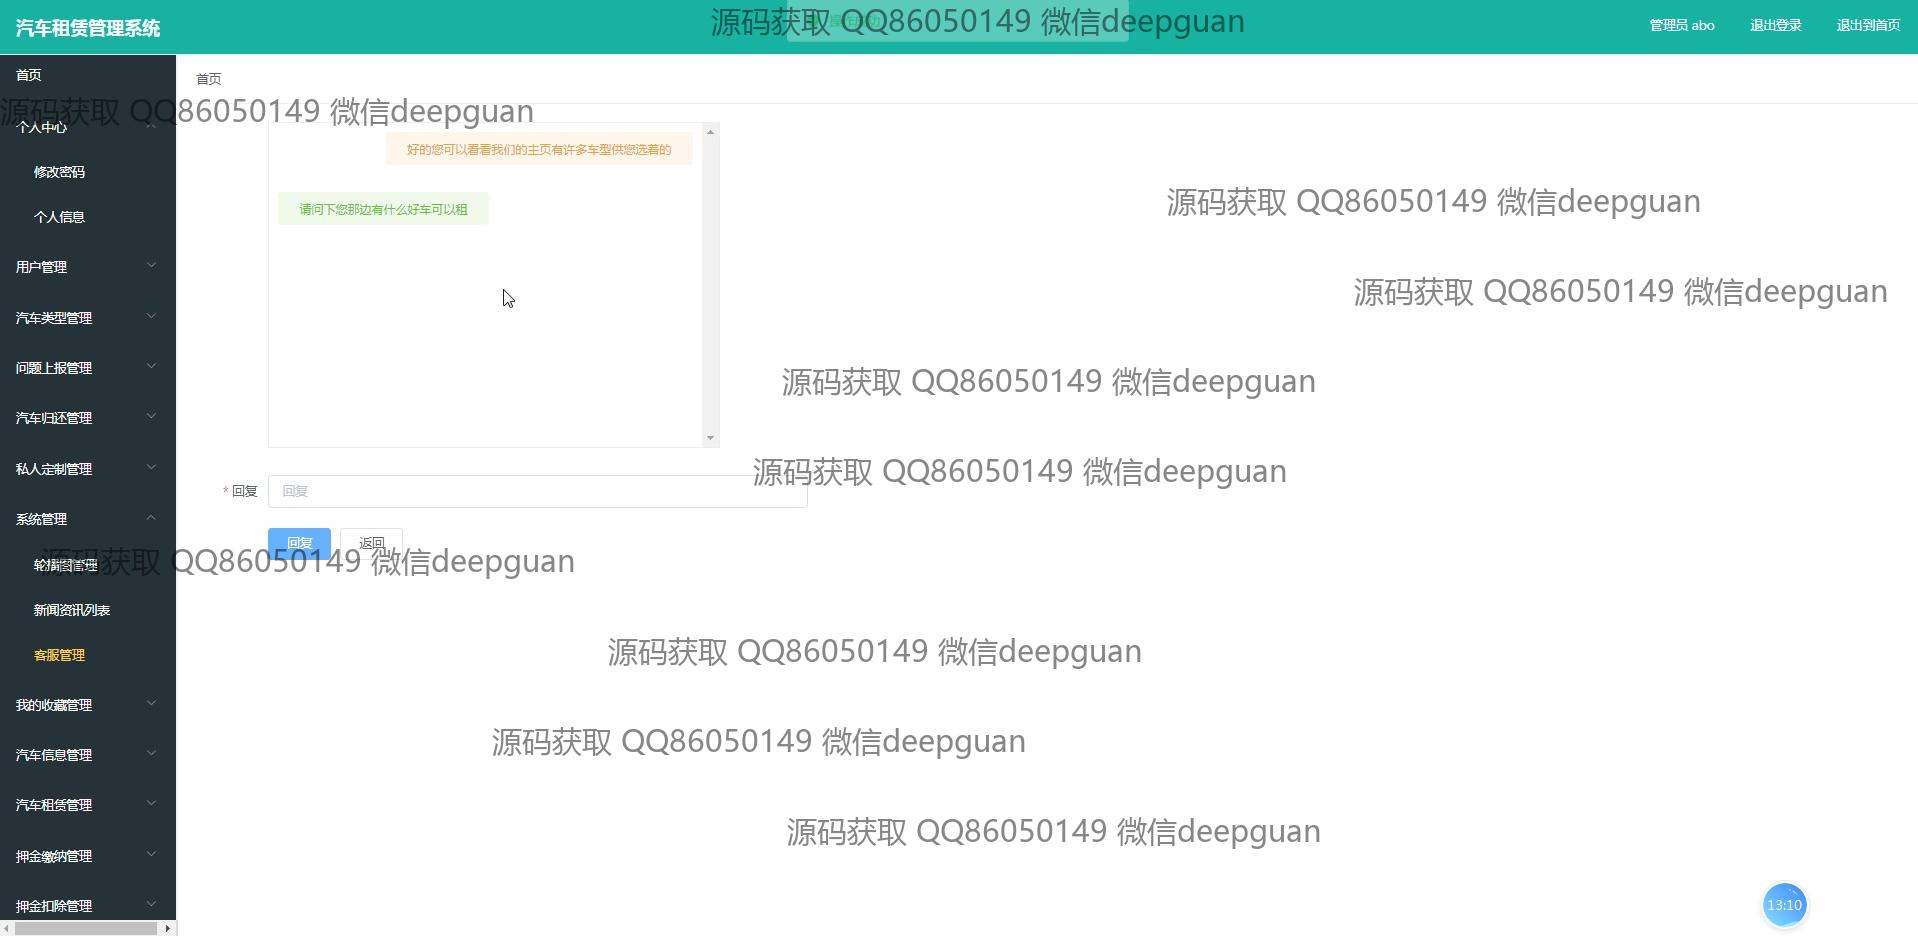 汽车租赁管理系统
源码获取 QQ86050149 微信deepguan
管理员 abo
退出登录
退出到首页
首页
首页
源码获取 QQ86050149 微信deepguan
个人中心
好的您可以看看我们的主页有许多车型供您选着的
修改密码
源码获取 QQ86050149 微信deepguan
个人信息
请问下您那边有什么好车可以租
用户管理
源码获取 QQ86050149 微信deepguan
汽车类型管理
问题上报管理
源码获取 QQ86050149 微信deepguan
汽车归还管理
私人定制管理
源码获取 QQ86050149 微信deepguan
* 回复
回复
系统管理
回复
返回
轮播图管理
源码获取 QQ86050149 微信deepguan
新闻资讯列表
客服管理
源码获取 QQ86050149 微信deepguan
我的收藏管理
源码获取 QQ86050149 微信deepguan
汽车信息管理
汽车租赁管理
源码获取 QQ86050149 微信deepguan
押金缴纳管理
押金扣除管理
13:10